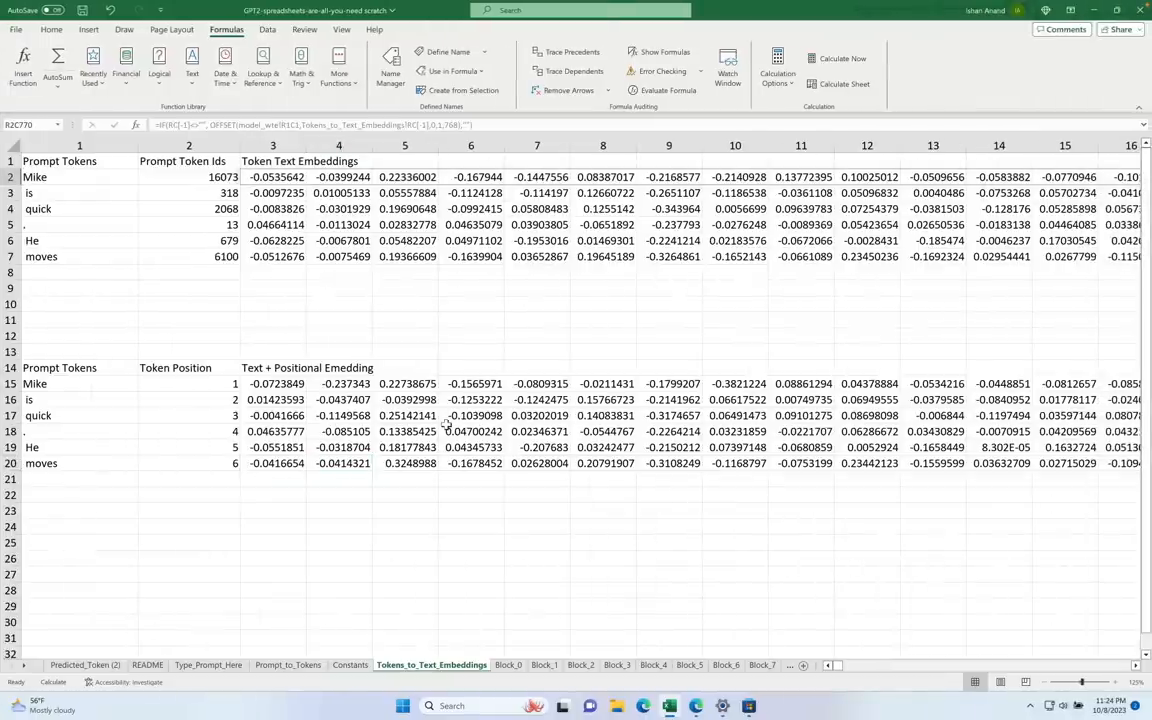 AutoSave Off GPT2-spreadsheets-are-all-you-need scratch Search Ishan Anand IA
File Home Insert Draw Page Layout Formulas Data Review View Help Comments Share
Insert Function AutoSum Recently Used Financial Logical Text Date & Time Lookup & Reference Math & Trig More Functions
Function Library
Name Manager Define Name Use in Formula Create from Selection
Defined Names
Trace Precedents Trace Dependents Remove Arrows Show Formulas Error Checking Evaluate Formula
Formula Auditing
Watch Window Calculation Options Calculate Now Calculate Sheet
Calculation
R2C770 fx =IF(RC[-1]<>"", OFFSET(model_wte!R1C1,Tokens_to_Text_Embeddings!RC[-1],0,1,768),"")
1 2 3 4 5 6 7 8 9 10 11 12 13 14 15 16
1 Prompt Tokens Prompt Token Ids Token Text Embeddings
2 Mike 16073 -0.0535642 -0.0399244 0.22336002 -0.167944 -0.1447556 0.08387017 -0.2168577 -0.2140928 0.13772395 0.10025012 -0.0509656 -0.0583882 -0.0770946 -0.10
3 is 318 -0.0097235 0.01005133 0.05557884 -0.1124128 -0.114197 0.12660722 -0.2651107 -0.1186538 -0.0361108 0.05096832 0.0040486 -0.0753268 0.05702734 -0.041
4 quick 2068 -0.0083826 -0.0301929 0.19690648 -0.0992415 0.05808483 0.1255142 -0.343964 0.0056699 0.09639783 0.07254379 -0.0381503 -0.128176 0.05285898 0.0567
5 . 13 0.04664114 -0.0113024 0.02832778 0.04635079 0.03903805 -0.0651892 -0.237793 -0.0276248 -0.0089369 0.05423954 0.02650536 -0.0183138 0.04464085 0.0338
6 He 679 -0.0628225 -0.0067801 0.05482207 0.04971102 -0.1953016 0.01469301 -0.2241214 0.02183576 -0.0672066 -0.0028431 -0.185474 -0.0046237 0.17030545 0.042
7 moves 6100 -0.0512676 -0.0075469 0.19366609 -0.1639904 0.03652867 0.19645189 -0.3264861 -0.1652143 -0.0661089 0.23450236 -0.1692324 0.02954441 0.0267799 -0.115
8
9
10
11
12
13
14 Prompt Tokens Token Position Text + Positional Emedding
15 Mike 1 -0.0723849 -0.237343 0.22738675 -0.1565971 -0.0809315 -0.0211431 -0.1799207 -0.3821224 0.08861294 0.04378884 -0.0534216 -0.0448851 -0.0812657 -0.085
16 is 2 0.01423593 -0.0437407 -0.0392998 -0.1253222 -0.1242475 0.15766723 -0.2141962 0.06617522 0.00749735 0.06949555 -0.0379578 -0.0840952 0.01778117 -0.024
17 quick 3 -0.0041666 -0.1149568 0.25142141 -0.1039098 0.03202019 0.14083831 -0.3174657 0.06491473 0.09101275 0.08698098 -0.006844 -0.1197494 0.03597144 0.0807
18 . 4 0.04635777 -0.085105 0.13385425 0.04700242 0.02346371 -0.0544767 -0.2264234 0.03231881 -0.0221707 0.06286672 0.03430829 -0.0070915 0.04209569 0.0432
19 He 5 -0.0551851 -0.0318704 0.18177843 0.04345733 -0.207683 0.03242477 -0.2150212 0.07397148 -0.0680859 0.0052924 -0.1837817 8.302E-05 0.1632724 0.0513
20 moves 6 -0.0416654 -0.0414321 0.3248988 -0.1678452 0.02628004 0.20791907 -0.3108249 -0.1168797 -0.0753199 0.23442123 -0.1559599 0.03632709 0.02715029 -0.109
21
22
23
24
25
26
27
28
29
30
31
32
Predicted_Token (2) README Type_Prompt_Here Prompt_to_Tokens Constants Tokens_to_Text_Embeddings Block_0 Block_1 Block_2 Block_3 Block_4 Block_5 Block_6 Block_7 ...
Ready Calculate Accessibility: Investigate 125%
56°F
Mostly cloudy
Search
11:24 PM
10/8/2023